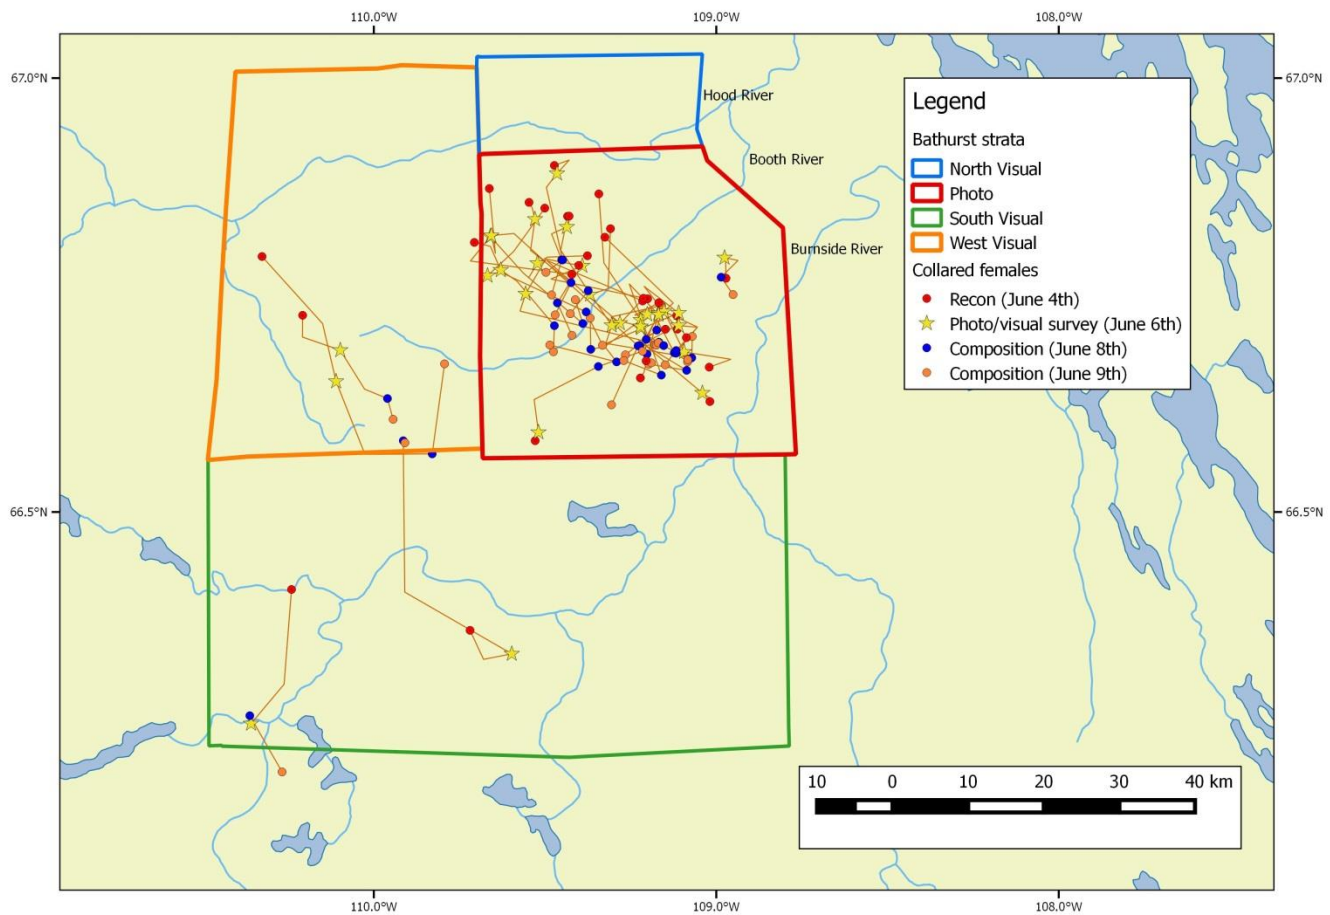 110.0°W 109.0°W 108.0°W
67.0°N 67.0°N
Hood River
Booth River
Burnside River
Legend
Bathurst strata
North Visual
Photo
South Visual
West Visual
Collared females
Recon (June 4th)
Photo/visual survey (June 6th)
Composition (June 8th)
Composition (June 9th)
66.5°N 66.5°N
10 0 10 20 30 40 km
110.0°W 109.0°W 108.0°W